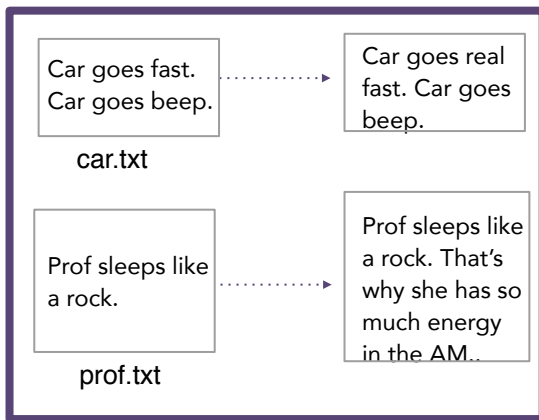 Car goes fast.
Car goes beep.
Car goes real
fast. Car goes
beep.
car.txt
Prof sleeps like
a rock.
Prof sleeps like
a rock. That’s
why she has so
much energy
in the AM..
prof.txt